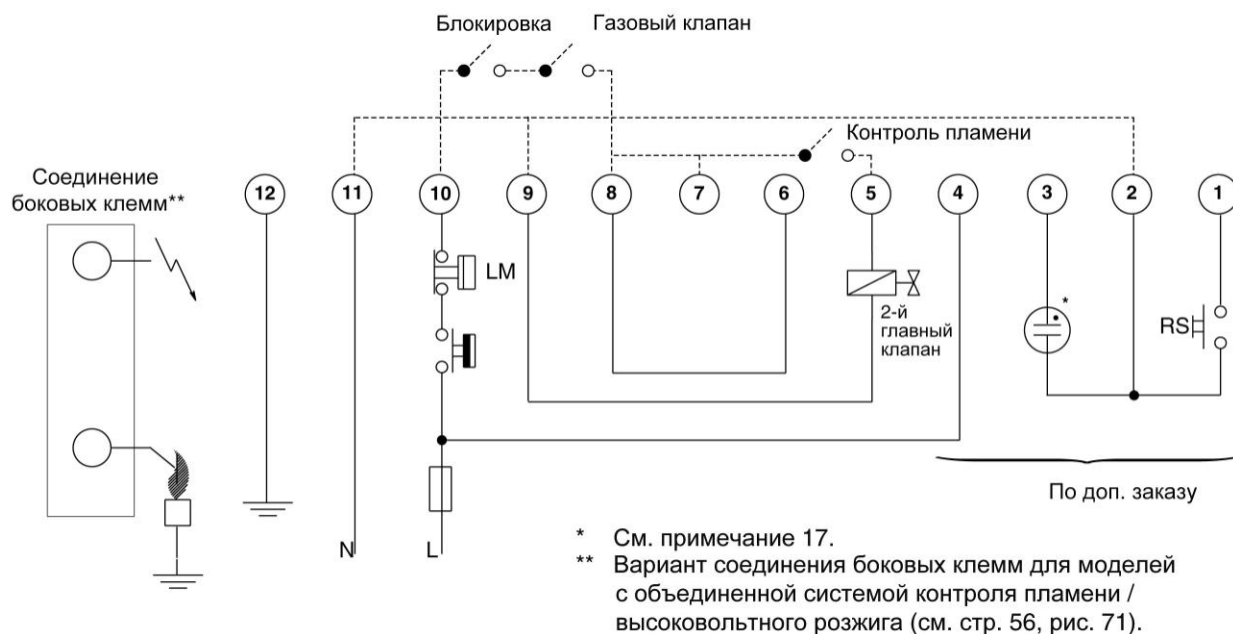 Блокировка
Газовый клапан
Контроль пламени
Соединение
боковых клемм**
12
11
10
9
8
7
6
5
4
3
2
1
LM
2-й
главный
клапан
*
RS
По доп. заказу
N
L
* См. примечание 17.
** Вариант соединения боковых клемм для моделей
с объединенной системой контроля пламени /
высоковольтного розжига (см. стр. 56, рис. 71).